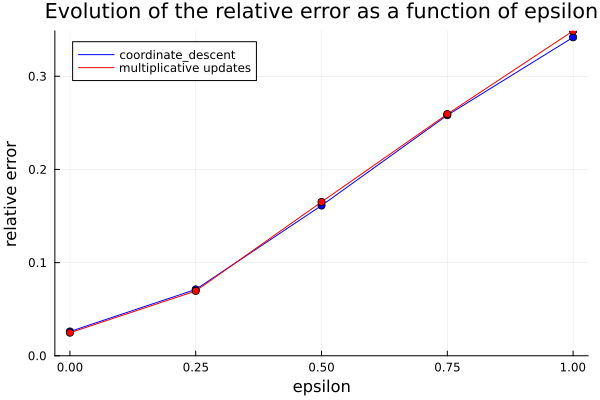 Evolution of the relative error as a function of epsilon
coordinate_descent
multiplicative updates
relative error
0.3
0.2
0.1
0.0
0.00 0.25 0.50 0.75 1.00
epsilon